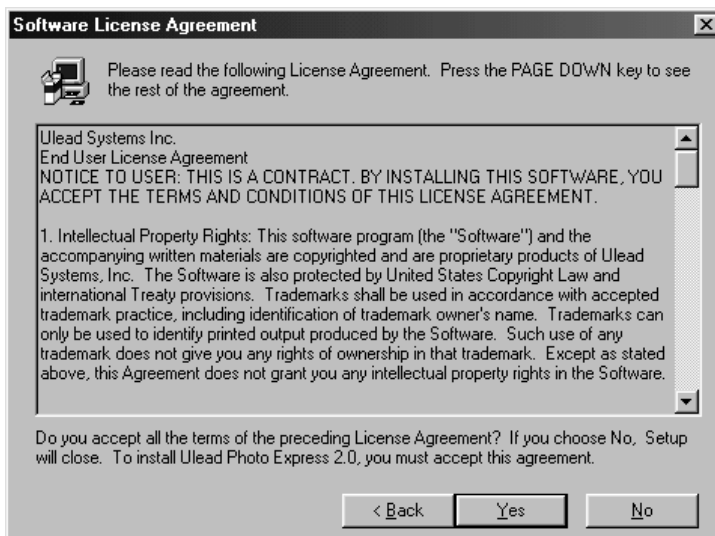 Software License Agreement
Please read the following License Agreement. Press the PAGE DOWN key to see
the rest of the agreement.
Ulead Systems Inc.
End User License Agreement
NOTICE TO USER: THIS IS A CONTRACT. BY INSTALLING THIS SOFTWARE, YOU
ACCEPT THE TERMS AND CONDITIONS OF THIS LICENSE AGREEMENT.
1. Intellectual Property Rights: This software program (the "Software") and the
accompanying written materials are copyrighted and are proprietary products of Ulead
Systems, Inc. The Software is also protected by United States Copyright Law and
international Treaty provisions. Trademarks shall be used in accordance with accepted
trademark practice, including identification of trademark owner's name. Trademarks can
only be used to identify printed output produced by the Software. Such use of any
trademark does not give you any rights of ownership in that trademark. Except as stated
above, this Agreement does not grant you any intellectual property rights in the Software.
Do you accept all the terms of the preceding License Agreement? If you choose No, Setup
will close. To install Ulead Photo Express 2.0, you must accept this agreement.
< Back Yes No